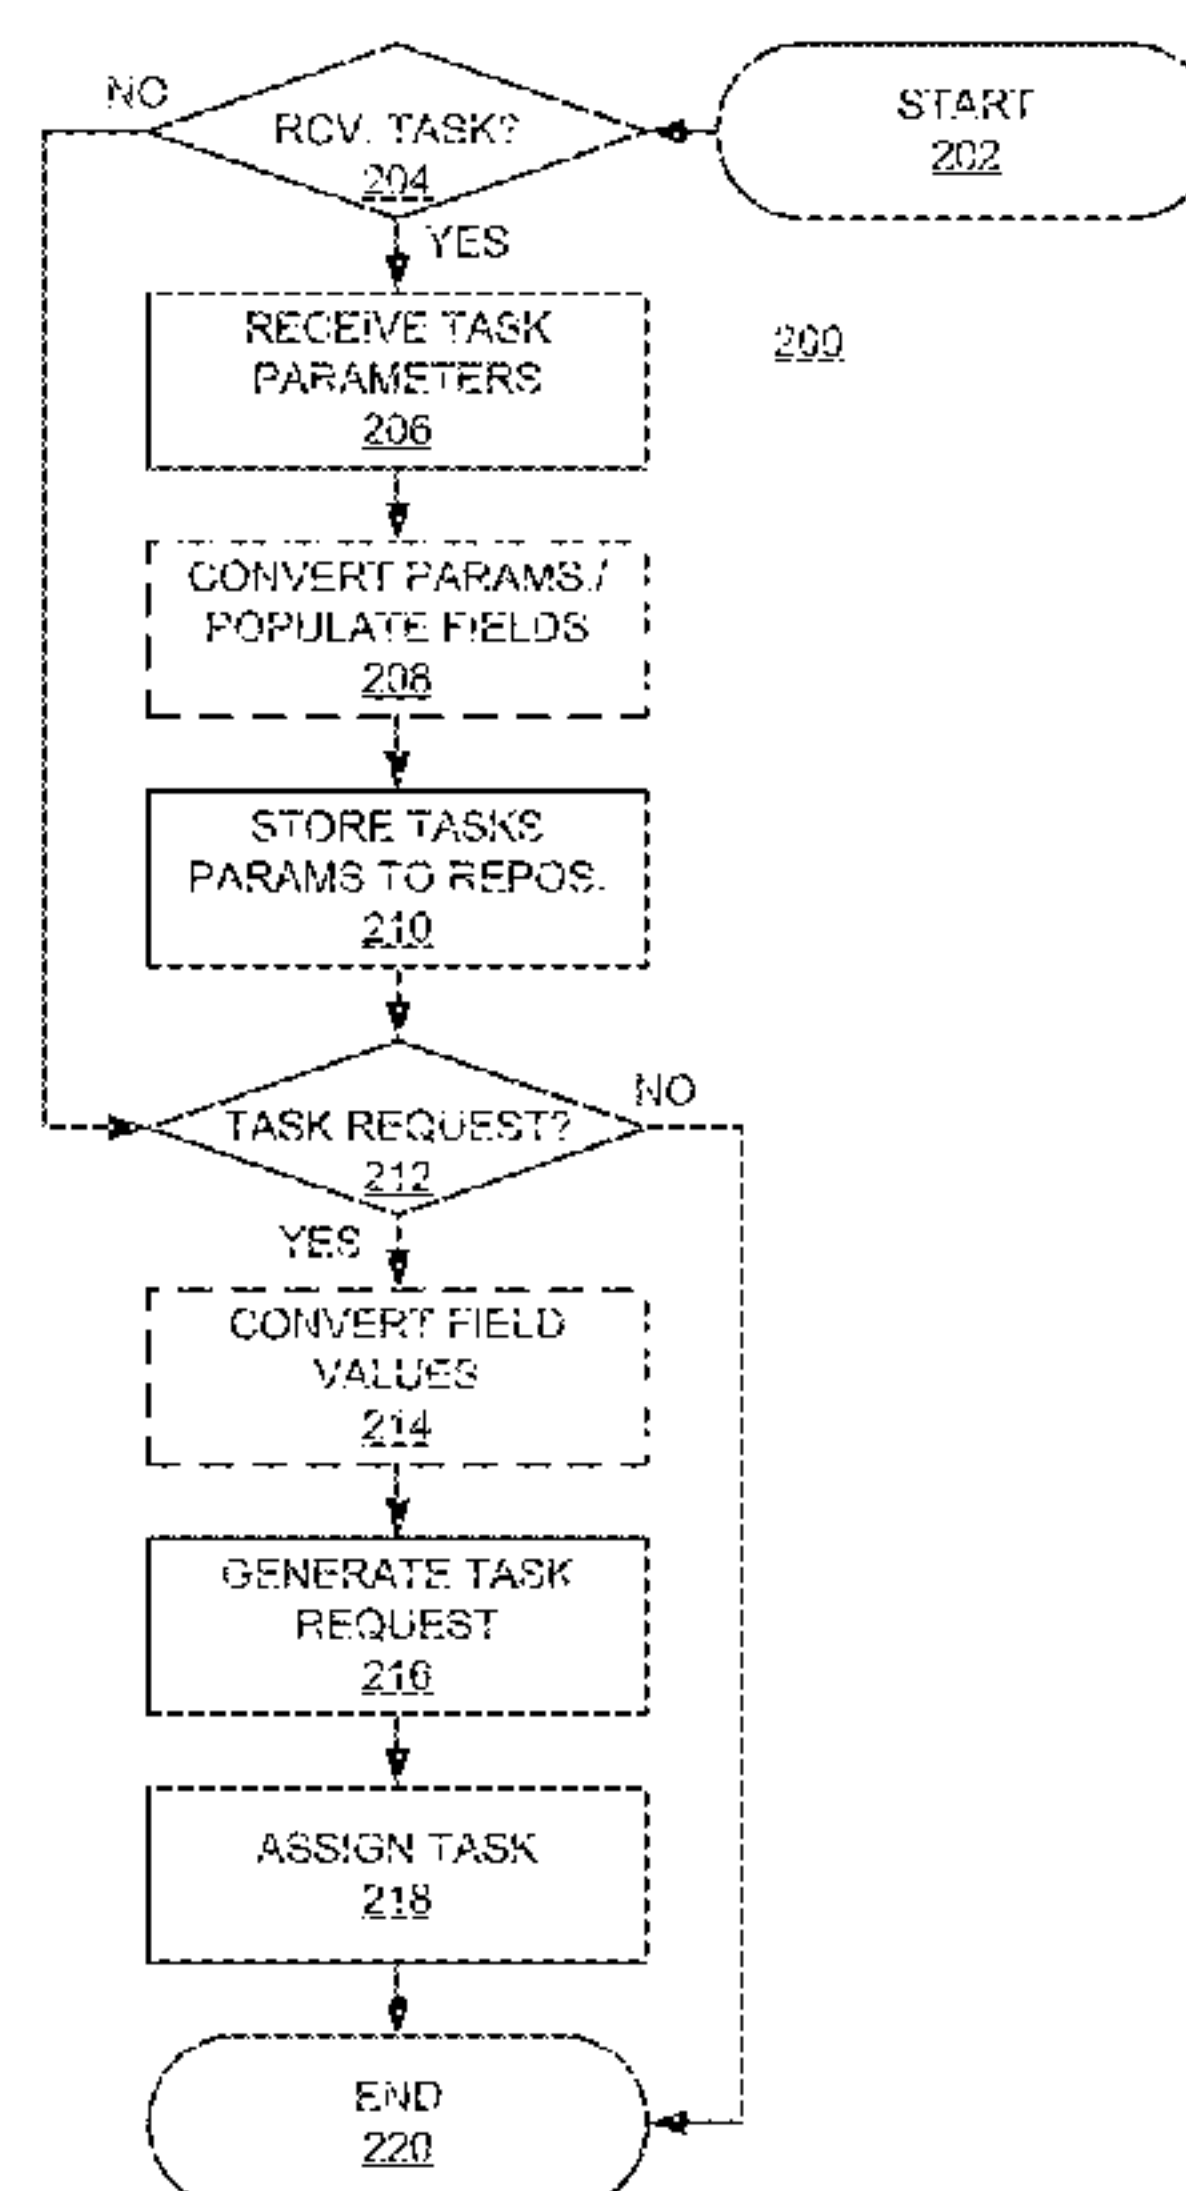 START
202
NO
RCV. TASK?
204
YES
RECEIVE TASK
PARAMETERS
206
200
CONVERT PARAMS./
POPULATE FIELDS
208
STORE TASKS
PARAMS TO REPOS.
210
TASK REQUEST?
212
NO
YES
CONVERT FIELD
VALUES
214
GENERATE TASK
REQUEST
216
ASSIGN TASK
218
END
220